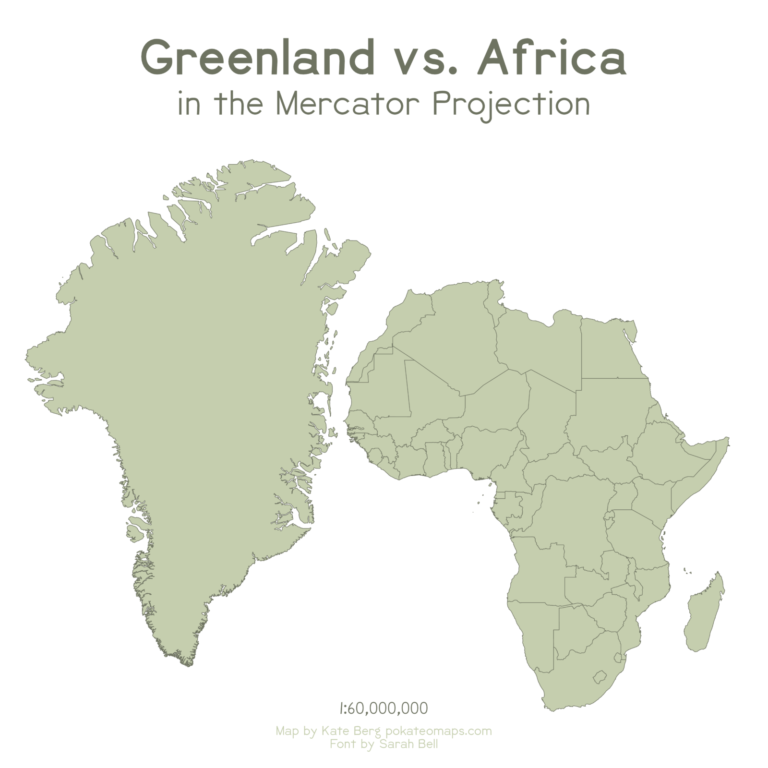 Greenland vs. Africa
in the Mercator Projection
1:60,000,000
Map by Kate Berg pokateomaps.com
Font by Sarah Bell